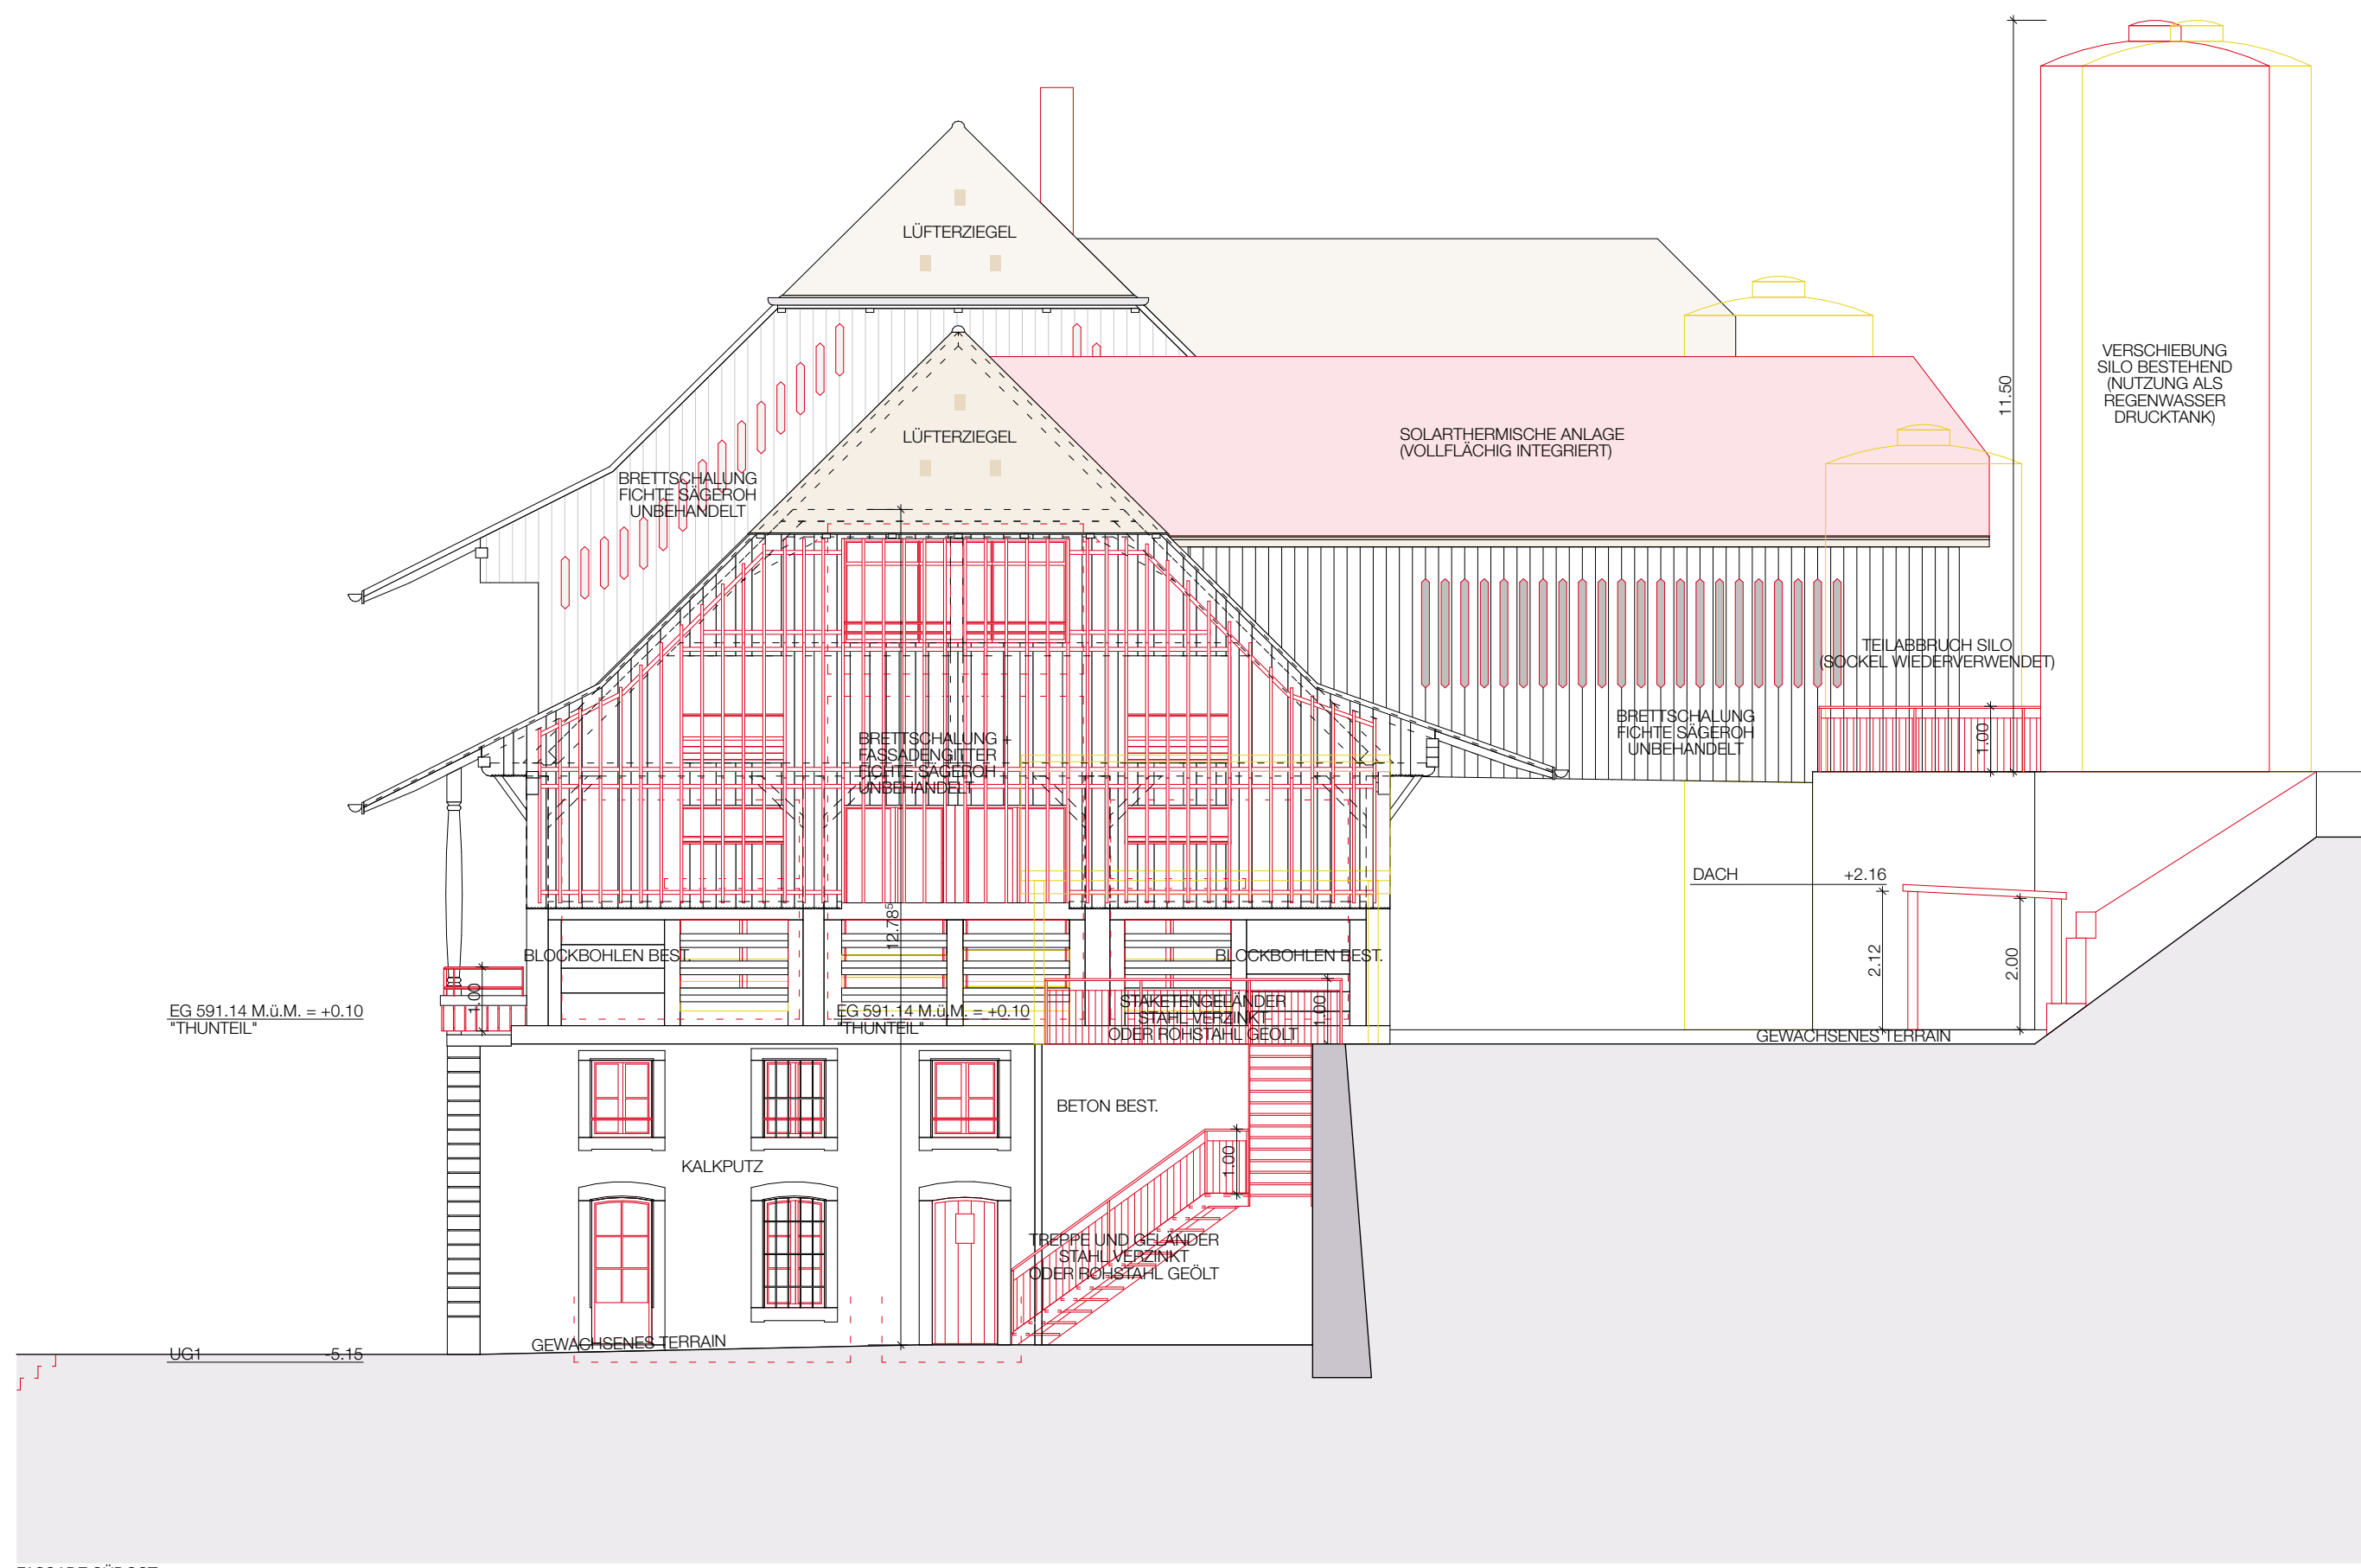 LÜFTERZIEGEL
11.50
VERSCHIEBUNG
SILO BESTEHEND
(NUTZUNG ALS
REGENWASSER
DRUCKTANK)
LÜFTERZIEGEL
SOLARTHERMISCHE ANLAGE
(VOLLFLÄCHIG INTEGRIERT)
BRETTSCHALUNG
FICHTE SÄGEROH
UNBEHANDELT
TEILABBRUCH SILO
(SOCKEL WIEDERVERWENDET)
BRETTSCHALUNG
FICHTE SÄGEROH
UNBEHANDELT
1.00
BRETTSCHALUNG +
FASSADENGITTER
FICHTE SÄGEROH
UNBEHANDELT
DACH +2.16
12.78⁵
2.12
2.00
BLOCKBOHLEN BEST.
BLOCKBOHLEN BEST.
1.00
EG 591.14 M.ü.M. = +0.10
"THUNTEIL"
EG 591.14 M.ü.M. = +0.10
"THUNTEIL"
STAKETENGELÄNDER
STAHL VERZINKT
ODER ROHSTAHL GEÖLT
1.00
GEWACHSENES TERRAIN
BETON BEST.
KALKPUTZ
1.00
TREPPE UND GELÄNDER
STAHL VERZINKT
ODER ROHSTAHL GEÖLT
GEWACHSENES TERRAIN
UG1 -5.15